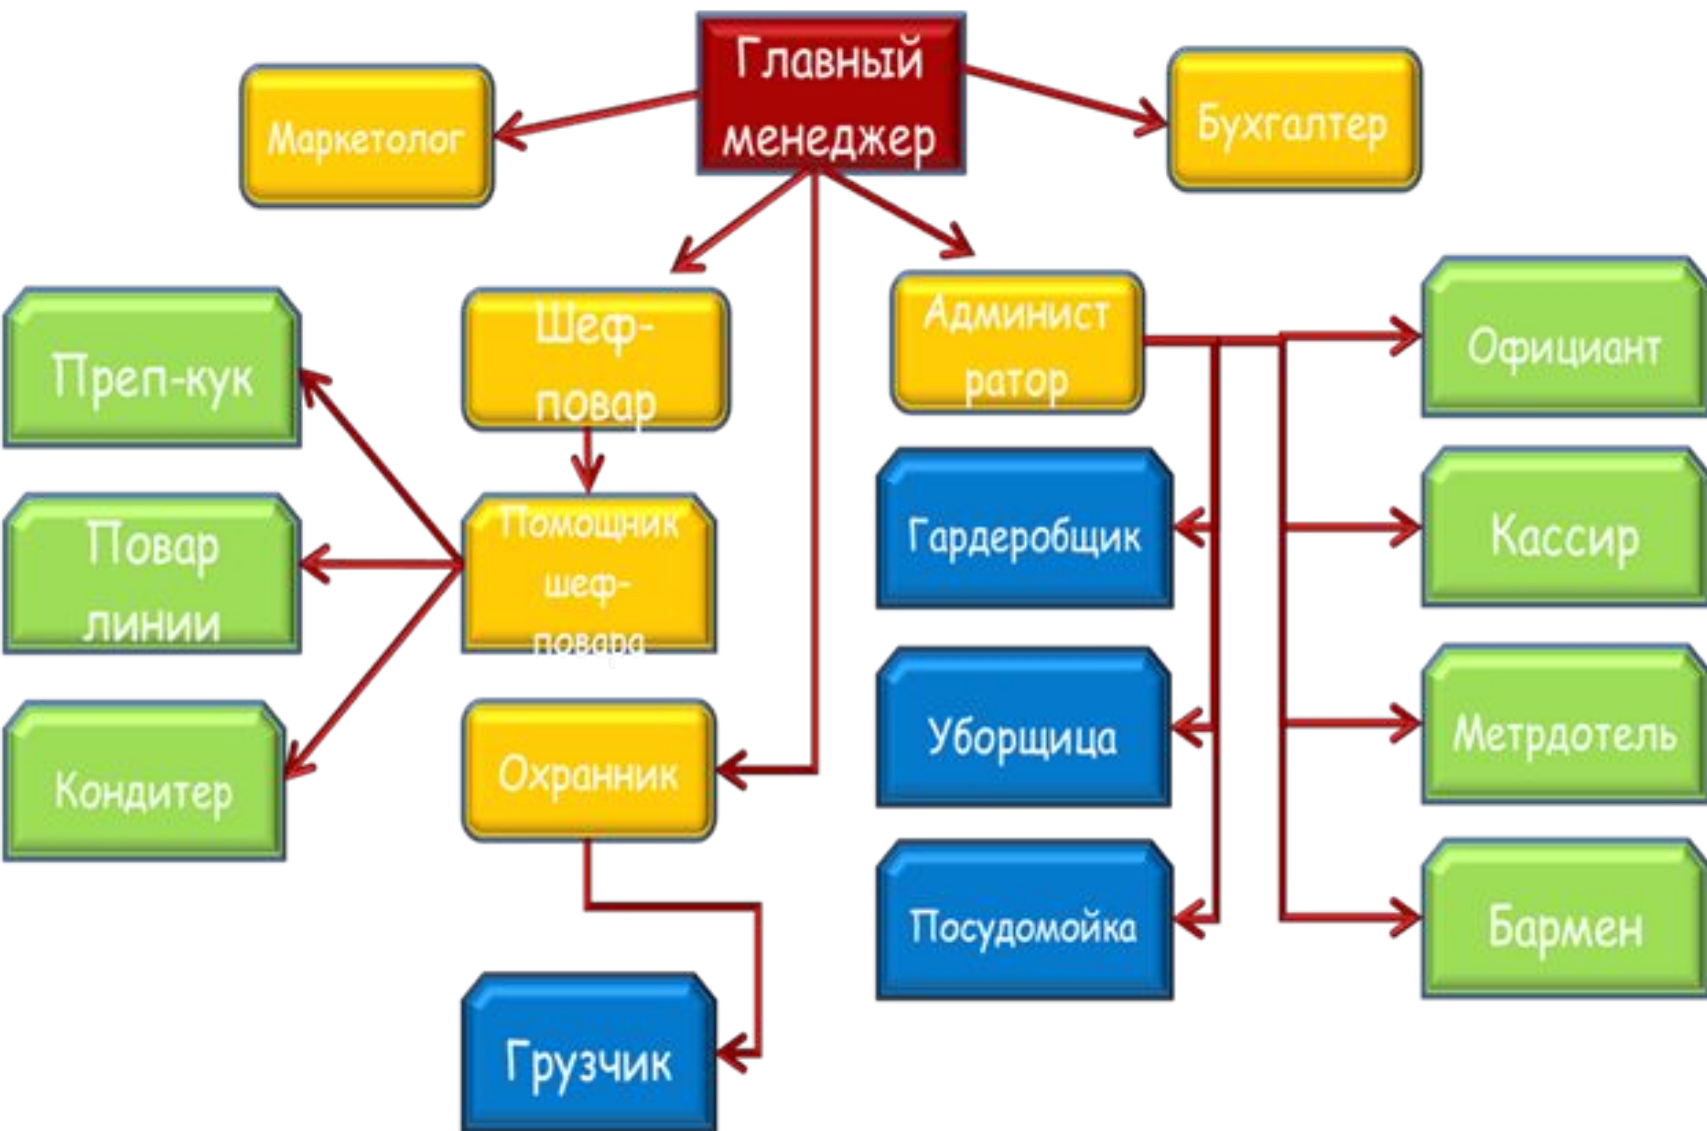 Главный
менеджер
Маркетолог
Бухгалтер
Шеф-
повар
Админист
ратор
Официант
Преп-кук
Помощник
шеф-
повара
Гардеробщик
Кассир
Повар
линии
Охранник
Уборщица
Метрдотель
Кондитер
Посудомойка
Бармен
Грузчик